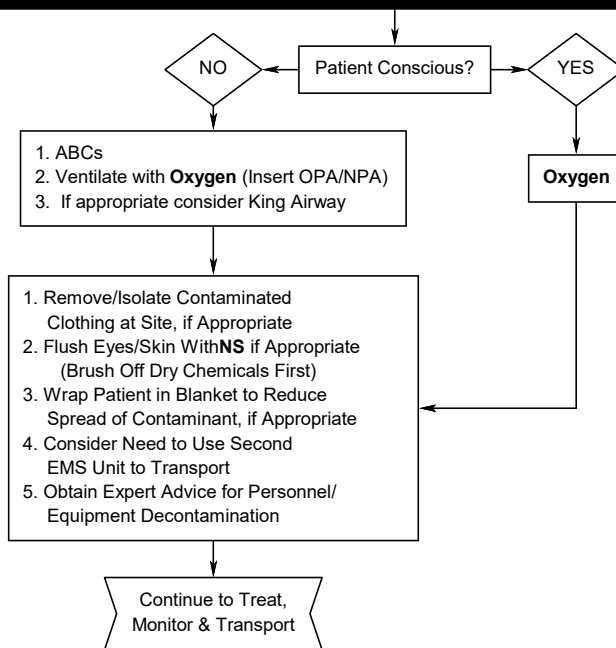 NO
Patient Conscious?
YES
1. ABCs
2. Ventilate with Oxygen (Insert OPA/NPA)
3. If appropriate consider King Airway
Oxygen
1. Remove/Isolate Contaminated
Clothing at Site, if Appropriate
2. Flush Eyes/Skin WithNS if Appropriate
(Brush Off Dry Chemicals First)
3. Wrap Patient in Blanket to Reduce
Spread of Contaminant, if Appropriate
4. Consider Need to Use Second
EMS Unit to Transport
5. Obtain Expert Advice for Personnel/
Equipment Decontamination
Continue to Treat,
Monitor & Transport